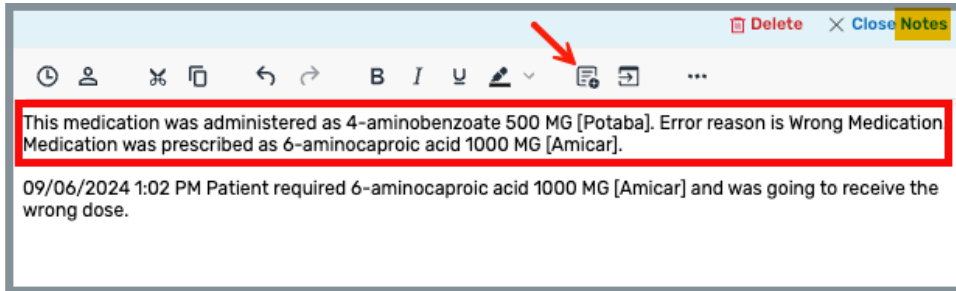 Delete Close Notes
B I U
This medication was administered as 4-aminobenzoate 500 MG [Potaba]. Error reason is Wrong Medication
Medication was prescribed as 6-aminocaproic acid 1000 MG [Amicar].
09/06/2024 1:02 PM Patient required 6-aminocaproic acid 1000 MG [Amicar] and was going to receive the
wrong dose.